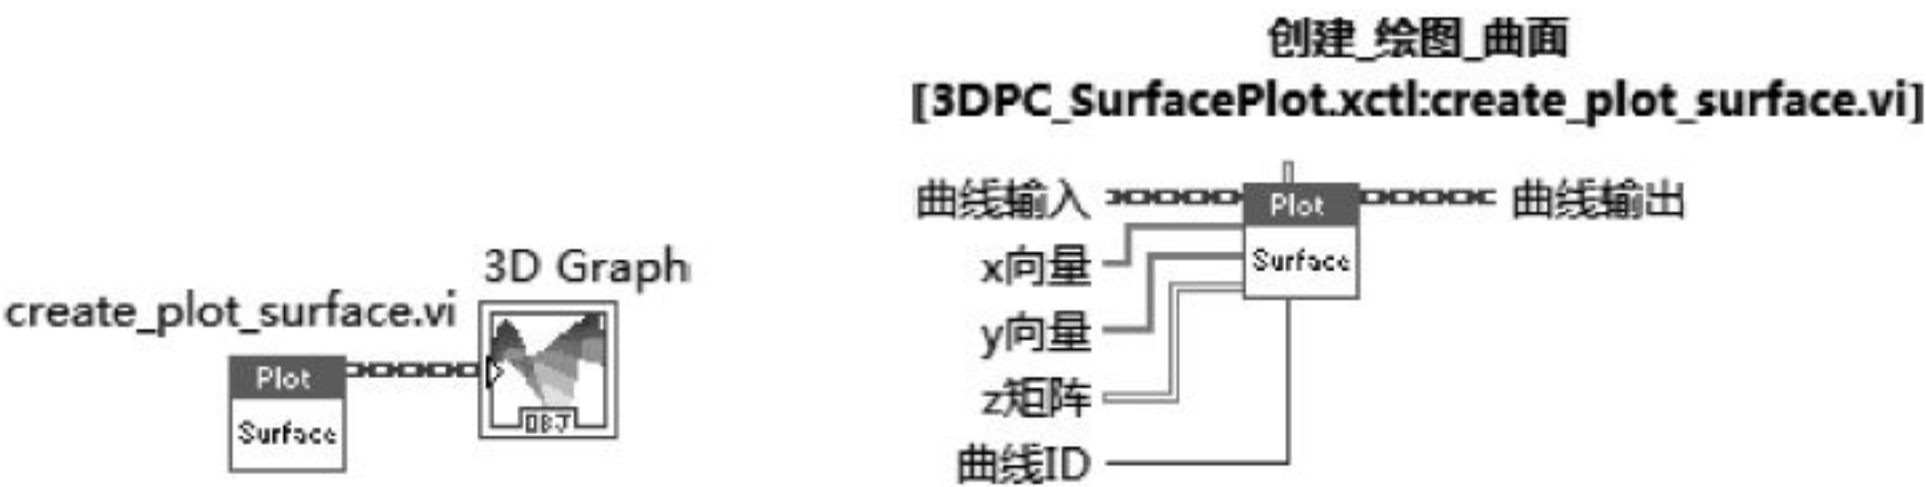 3D Graph
create_plot_surface.vi
Plot
Surface
OBJ
创建_绘图_曲面
[3DPC_SurfacePlot.xctl:create_plot_surface.vi]
曲线输入
Plot
曲线输出
Surface
x向量
y向量
z矩阵
曲线ID